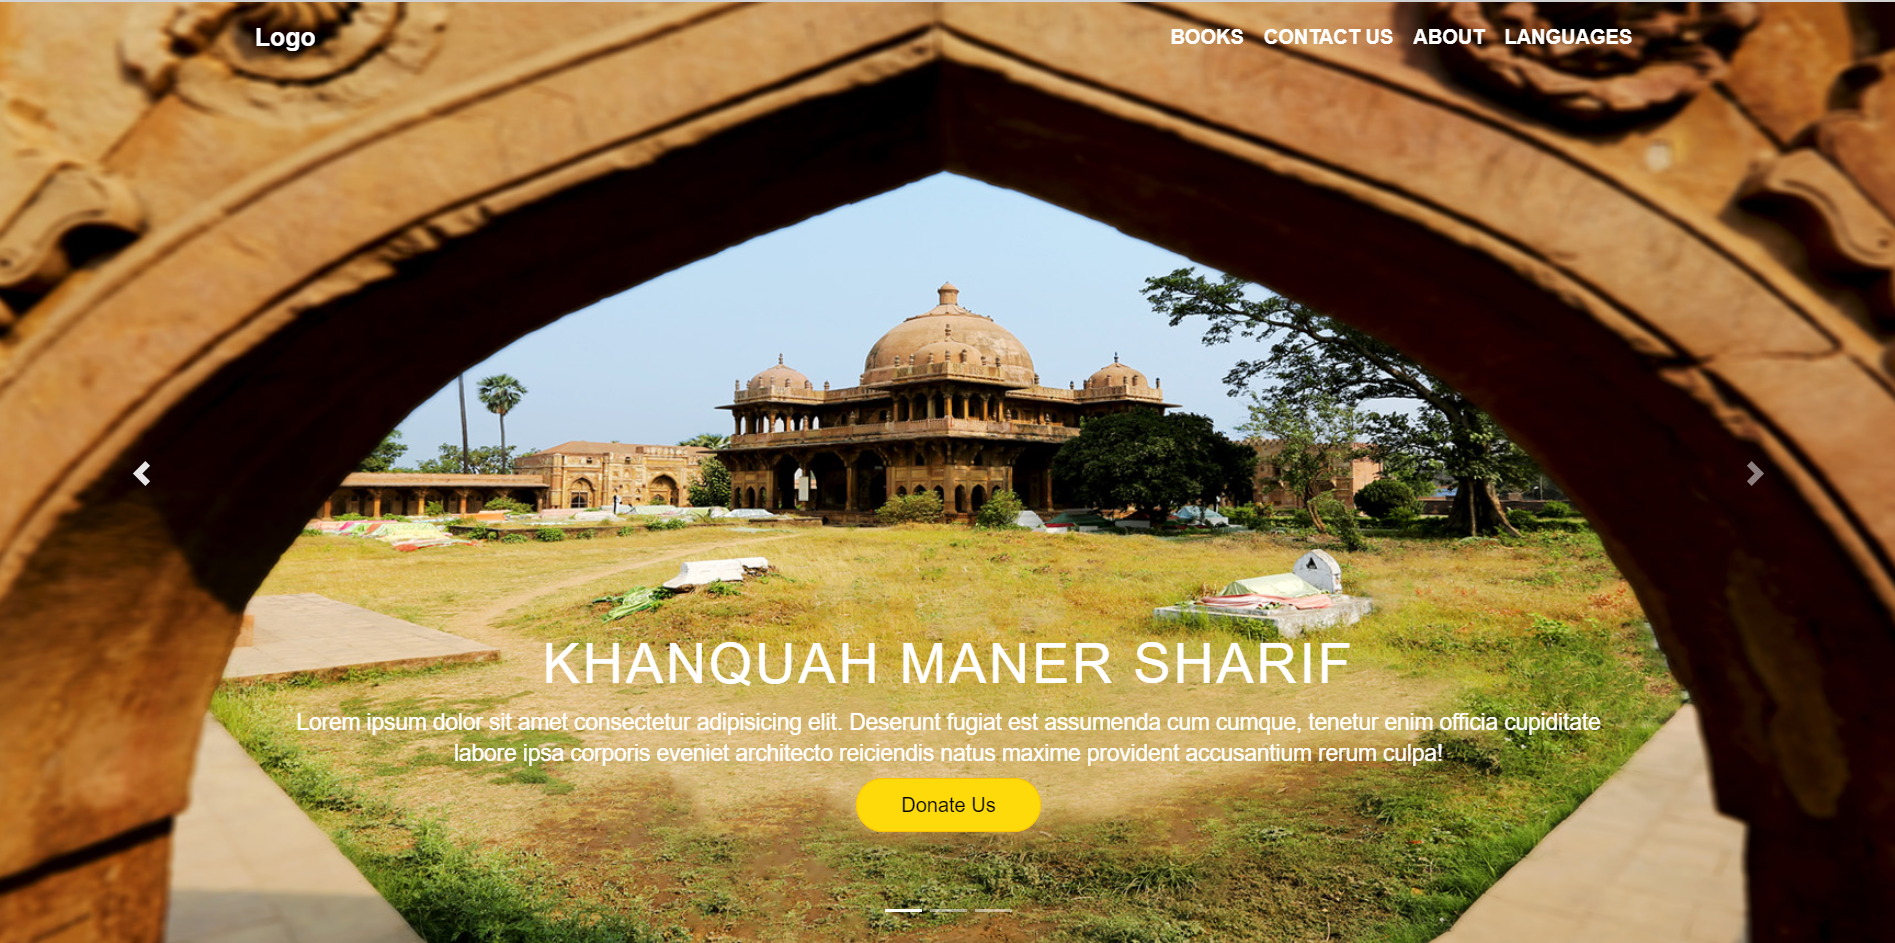 Logo
BOOKS CONTACT US ABOUT LANGUAGES
KHANQUAH MANER SHARIF
Lorem ipsum dolor sit amet consectetur adipisicing elit. Deserunt fugiat est assumenda cum cumque, tenetur enim officia cupiditate
labore ipsa corporis eveniet architecto reiciendis natus maxime provident accusantium rerum culpa!
Donate Us